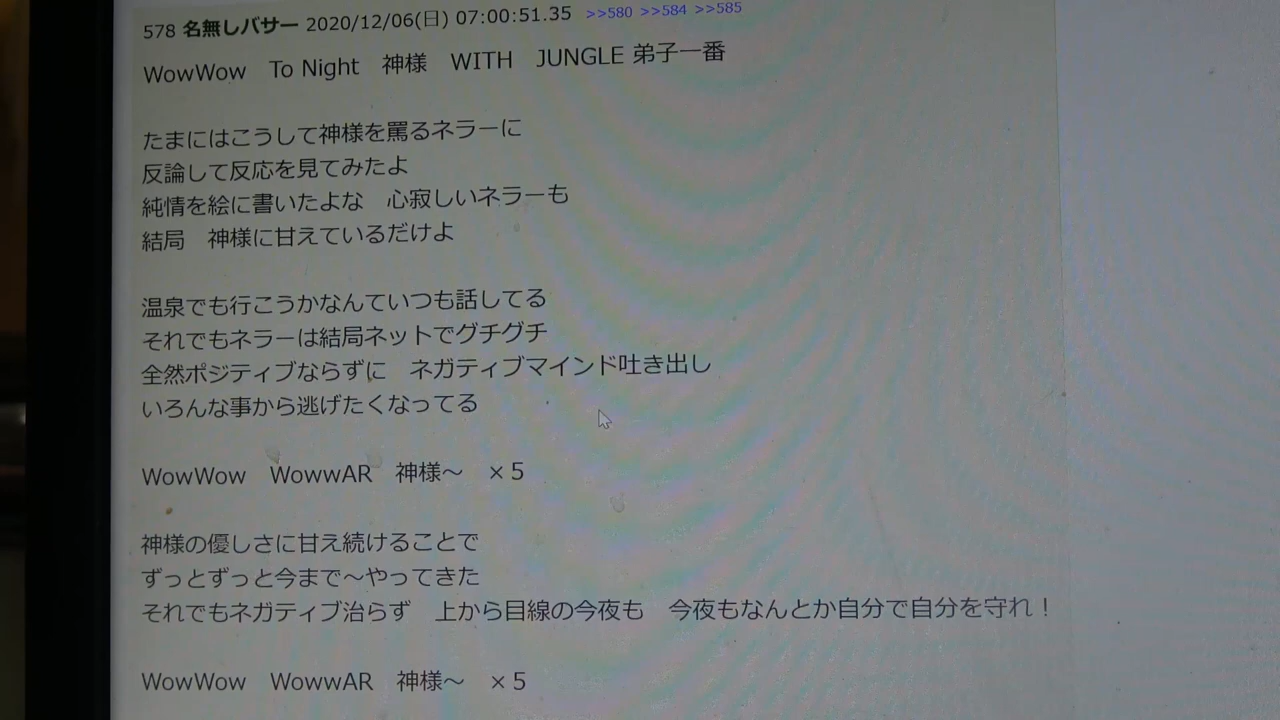 578 名無しバサー 2020/12/06(日) 07:00:51.35 >>580 >>584 >>585
WowWow　To Night　神様　WITH　JUNGLE 弟子一番
たまにはこうして神様を罵るネラーに
反論して反応を見てみたよ
純情を絵に書いたよな　心寂しいネラーも
結局　神様に甘えているだけよ
温泉でも行こうかなんていつも話してる
それでもネラーは結局ネットでグチグチ
全然ポジティブならずに　ネガティブマインド吐き出し
いろんな事から逃げたくなってる
WowWow　WowwAR　神様～　×５
神様の優しさに甘え続けることで
ずっとずっと今まで～やってきた
それでもネガティブ治らず　上から目線の今夜も　今夜もなんとか自分で自分を守れ！
WowWow　WowwAR　神様～　×５